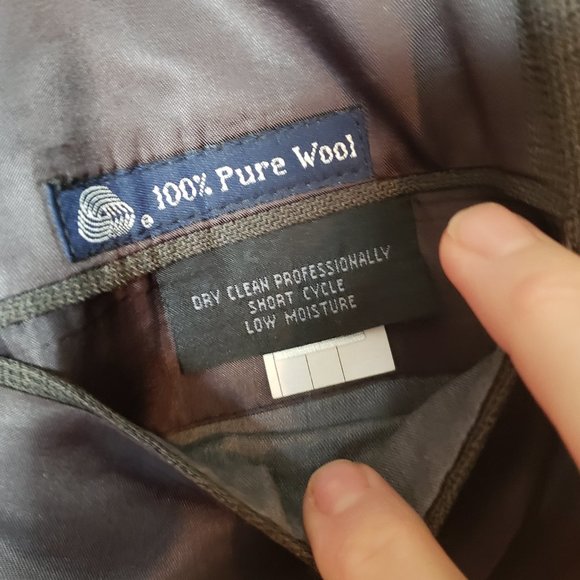 100% Pure Wool
DRY CLEAN PROFESSIONALLY
SHORT CYCLE
LOW MOISTURE